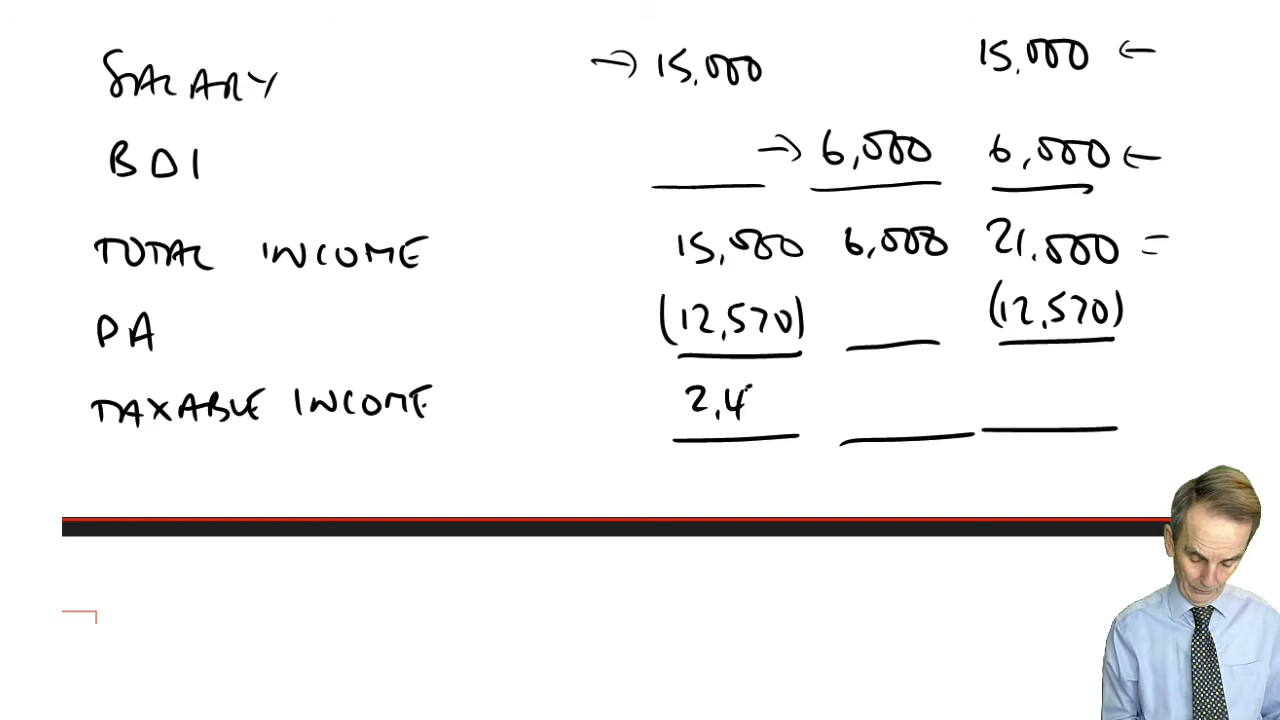 SALARY → 15,000 15,000 ←
BDI → 6,000 6,000 ←
TOTAL INCOME 15,000 6,000 21,000 =
PA (12,570) (12,570)
TAXABLE INCOME 2,4